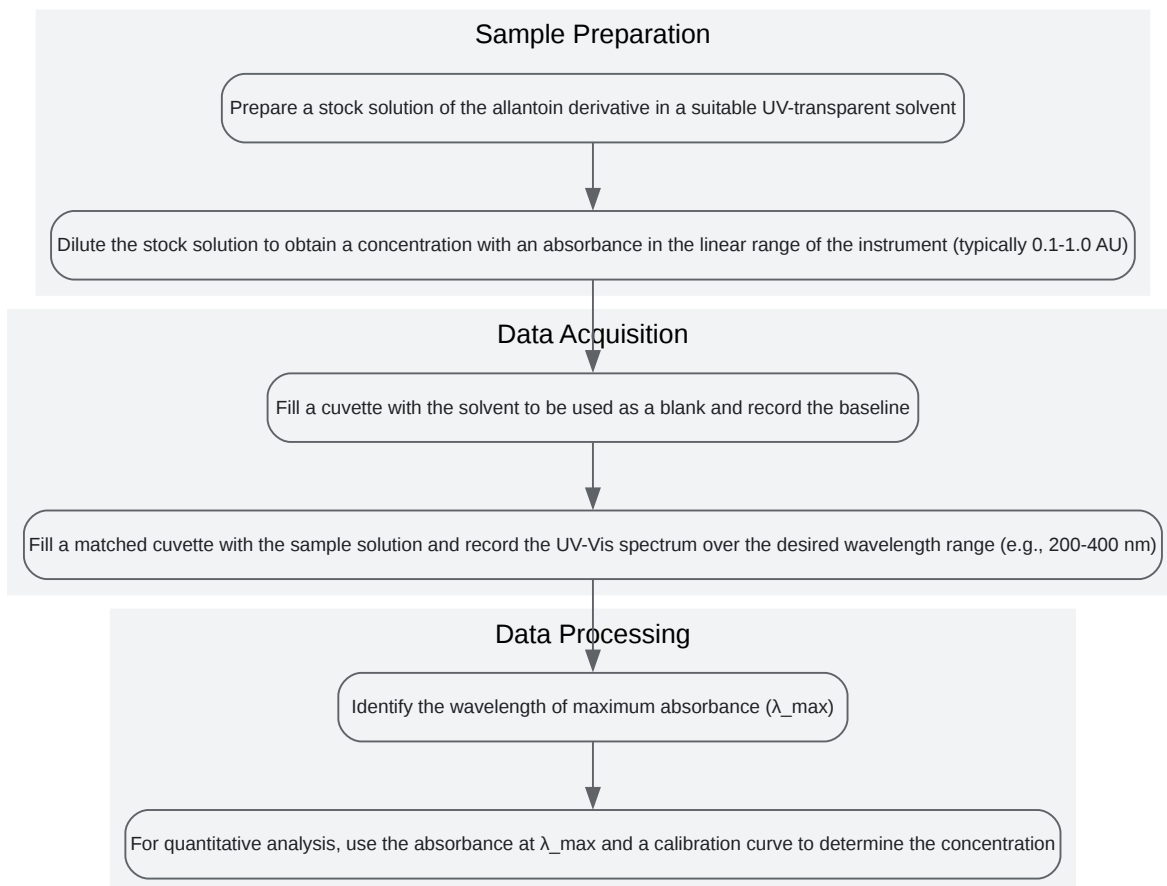 Sample Preparation
Prepare a stock solution of the allantoin derivative in a suitable UV-transparent solvent
Dilute the stock solution to obtain a concentration with an absorbance in the linear range of the instrument (typically 0.1-1.0 AU)
Data Acquisition
Fill a cuvette with the solvent to be used as a blank and record the baseline
Fill a matched cuvette with the sample solution and record the UV-Vis spectrum over the desired wavelength range (e.g., 200-400 nm)
Data Processing
Identify the wavelength of maximum absorbance (λ_max)
For quantitative analysis, use the absorbance at λ_max and a calibration curve to determine the concentration